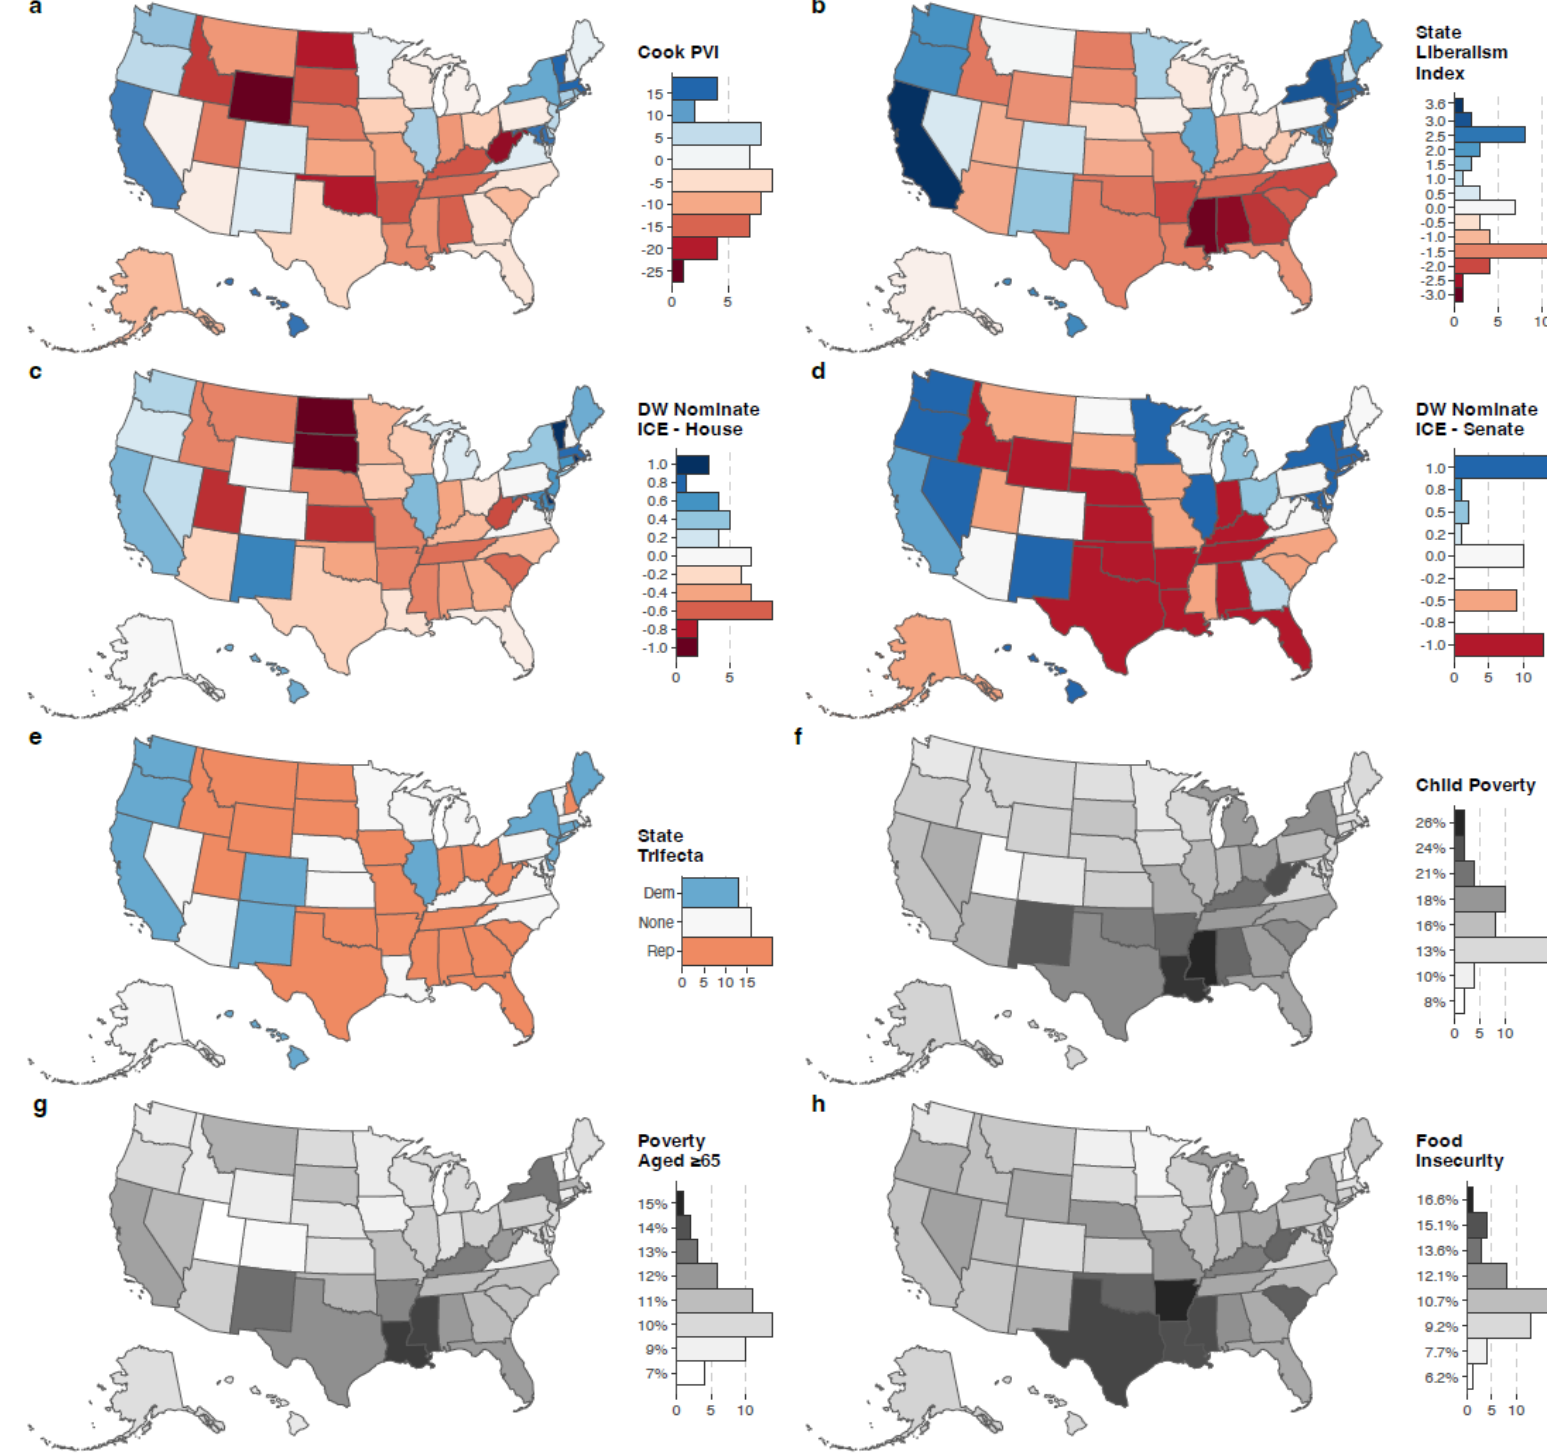 a
Cook PVI
15
10
5
0
-5
-10
-15
-20
-25
0 5
b
State
Liberalism
Index
3.6
3.0
2.5
2.0
1.5
1.0
0.5
0.0
-0.5
-1.0
-1.5
-2.0
-2.5
-3.0
0 5 10
c
DW Nominate
ICE - House
1.0
0.8
0.6
0.4
0.2
0.0
-0.2
-0.4
-0.6
-0.8
-1.0
0 5
d
DW Nominate
ICE - Senate
1.0
0.8
0.5
0.2
0.0
-0.2
-0.5
-0.8
-1.0
0 5 10
e
State
Trifecta
Dem
None
Rep
0 5 10 15
f
Child Poverty
26%
24%
21%
18%
16%
13%
10%
8%
0 5 10
g
Poverty
Aged ≥65
15%
14%
13%
12%
11%
10%
9%
7%
0 5 10
h
Food
Insecurity
16.6%
15.1%
13.6%
12.1%
10.7%
9.2%
7.7%
6.2%
0 5 10